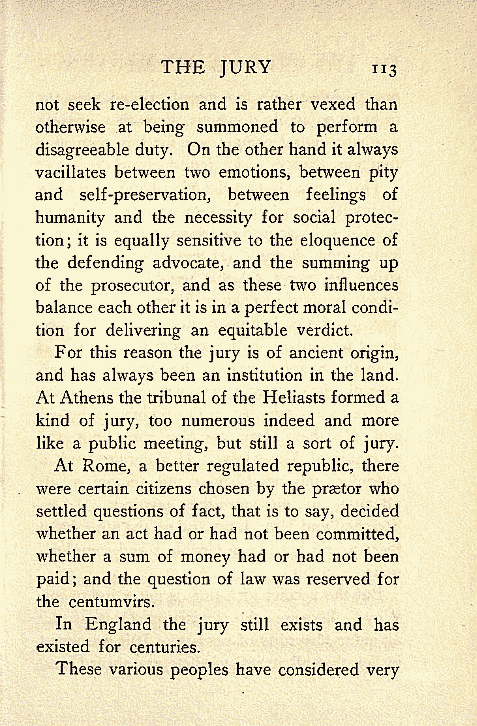 THE JURY 113
not seek re-election and is rather vexed than
otherwise at being summoned to perform a
disagreeable duty. On the other hand it always
vacillates between two emotions, between pity
and self-preservation, between feelings of
humanity and the necessity for social protec-
tion; it is equally sensitive to the eloquence of
the defending advocate, and the summing up
of the prosecutor, and as these two influences
balance each other it is in a perfect moral condi-
tion for delivering an equitable verdict.
For this reason the jury is of ancient origin,
and has always been an institution in the land.
At Athens the tribunal of the Heliasts formed a
kind of jury, too numerous indeed and more
like a public meeting, but still a sort of jury.
At Rome, a better regulated republic, there
were certain citizens chosen by the prætor who
settled questions of fact, that is to say, decided
whether an act had or had not been committed,
whether a sum of money had or had not been
paid; and the question of law was reserved for
the centumvirs.
In England the jury still exists and has
existed for centuries.
These various peoples have considered very